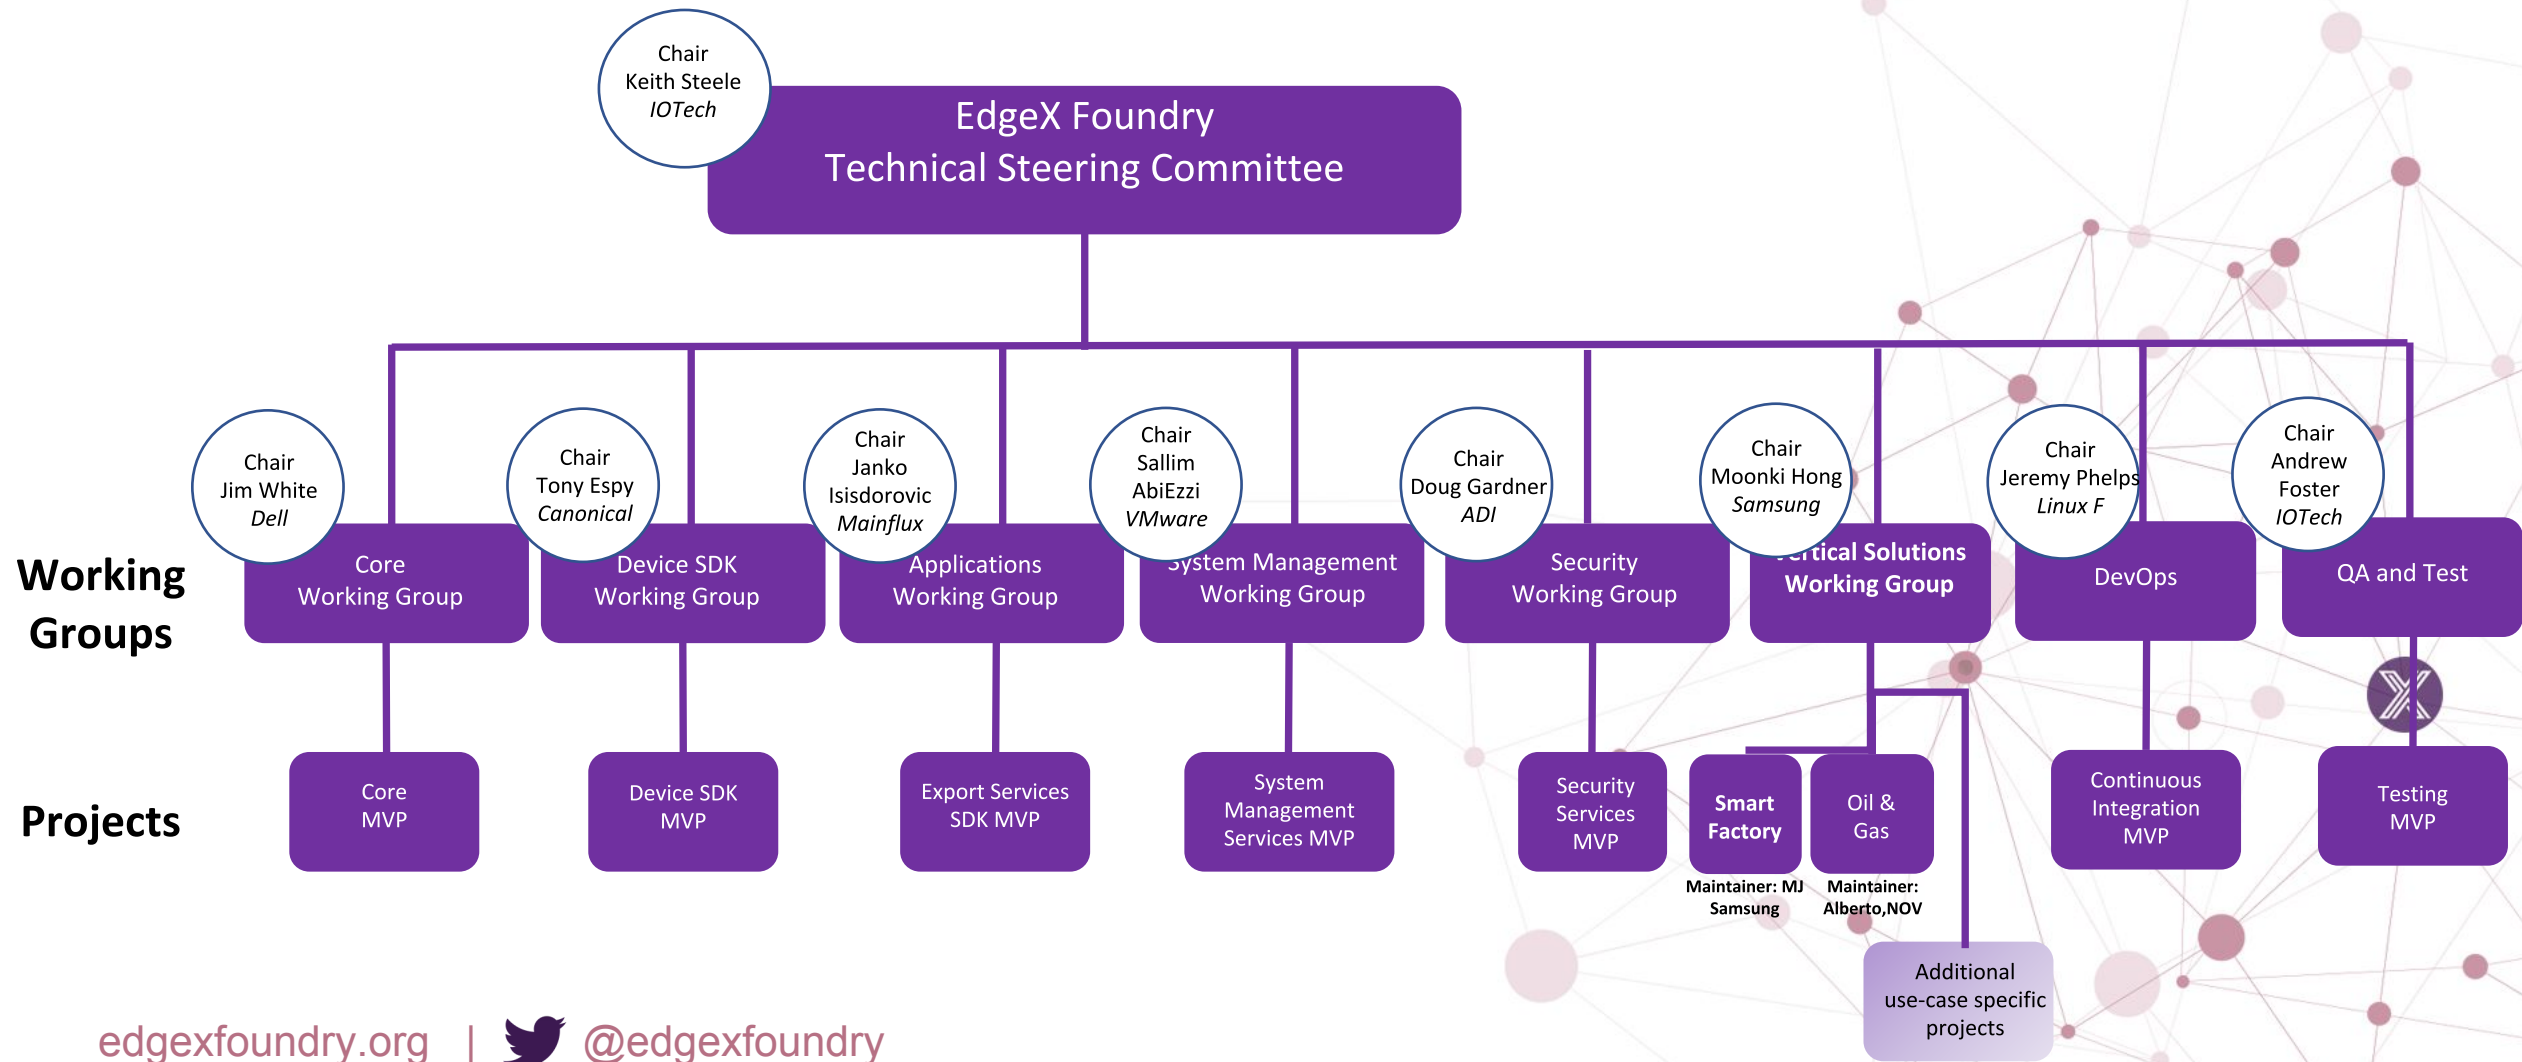 Chair
Keith Steele
IOTech
EdgeX Foundry
Technical Steering Committee
Chair
Jim White
Dell
Chair
Tony Espy
Canonical
Chair
Janko
Isisdorovic
Mainflux
Chair
Sallim
AbiEzzi
VMware
Chair
Doug Gardner
ADI
Chair
Moonki Hong
Samsung
Chair
Jeremy Phelps
Linux F
Chair
Andrew
Foster
IOTech
Working
Groups
Core
Working Group
Device SDK
Working Group
Applications
Working Group
System Management
Working Group
Security
Working Group
Vertical Solutions
Working Group
DevOps
QA and Test
Projects
Core
MVP
Device SDK
MVP
Export Services
SDK MVP
System
Management
Services MVP
Security
Services
MVP
Smart
Factory
Maintainer: MJ
Samsung
Oil &
Gas
Maintainer:
Alberto,NOV
Additional
use-case specific
projects
Continuous
Integration
MVP
Testing
MVP
edgexfoundry.org | @edgexfoundry